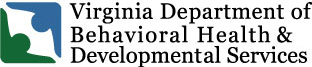 Virginia Department of
Behavioral Health &
Developmental Services